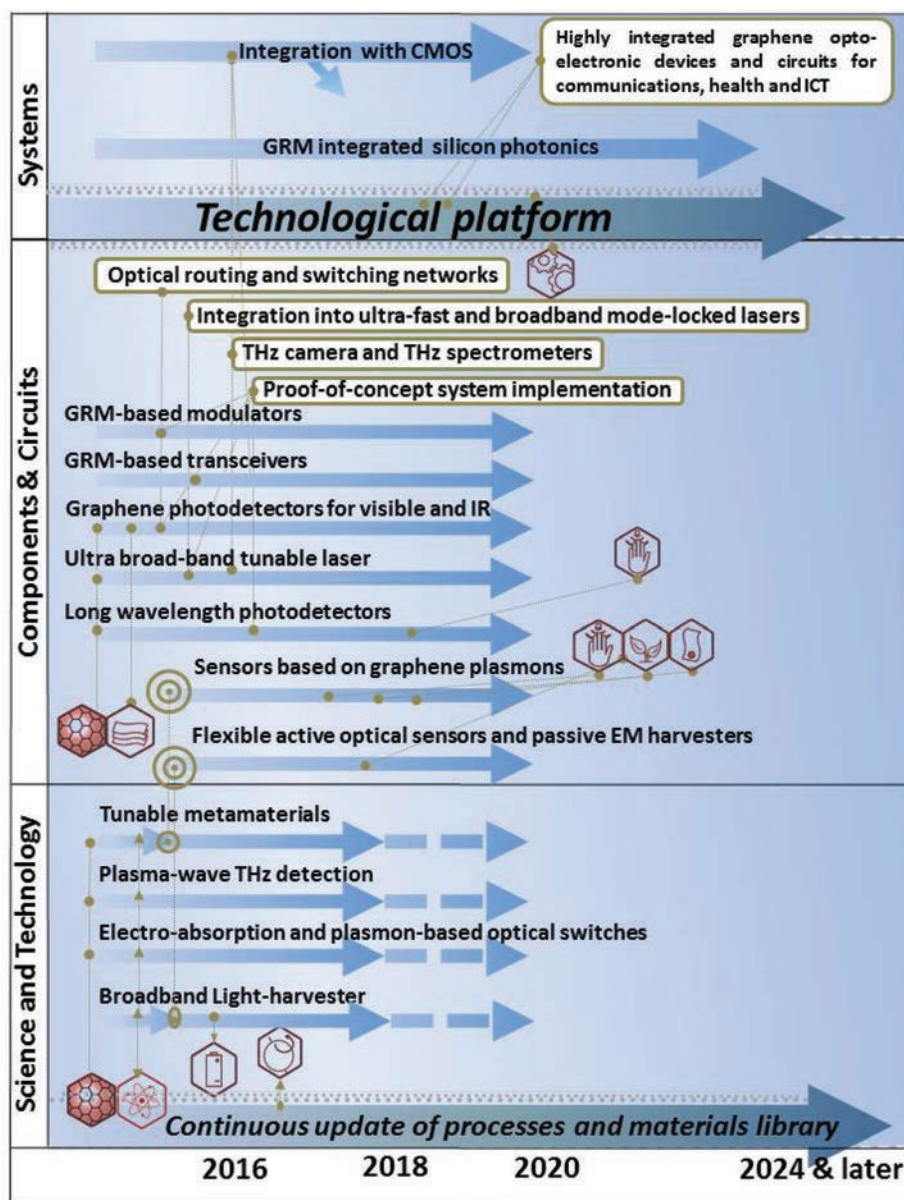 Systems
Integration with CMOS
Highly integrated graphene opto-
electronic devices and circuits for
communications, health and ICT
GRM integrated silicon photonics
Technological platform
Components & Circuits
Optical routing and switching networks
Integration into ultra-fast and broadband mode-locked lasers
THz camera and THz spectrometers
Proof-of-concept system implementation
GRM-based modulators
GRM-based transceivers
Graphene photodetectors for visible and IR
Ultra broad-band tunable laser
Long wavelength photodetectors
Sensors based on graphene plasmons
Flexible active optical sensors and passive EM harvesters
Science and Technology
Tunable metamaterials
Plasma-wave THz detection
Electro-absorption and plasmon-based optical switches
Broadband Light-harvester
Continuous update of processes and materials library
2016 2018 2020 2024 & later